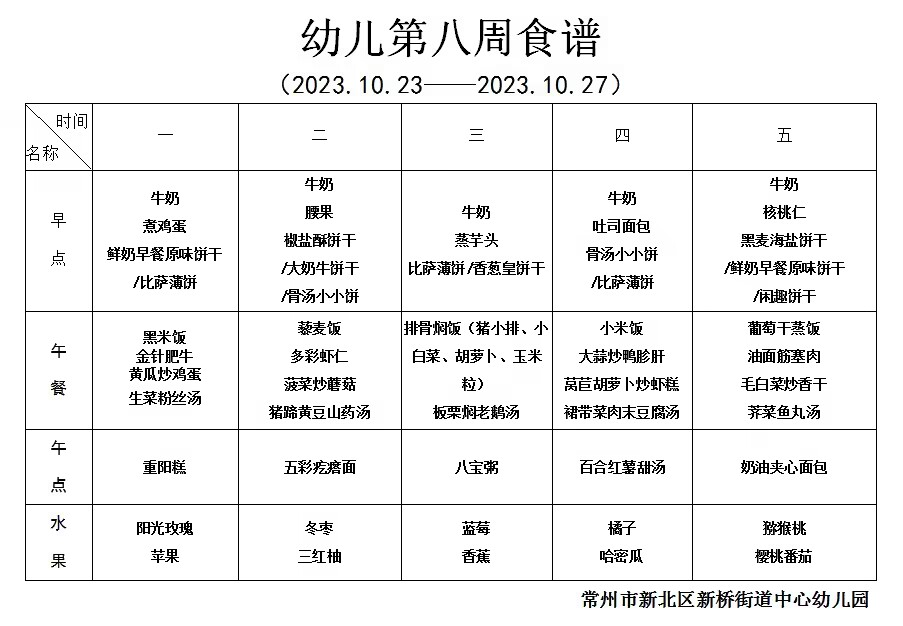 幼儿第八周食谱
（2023.10.23——2023.10.27）
时间
名称
一
二
三
四
五
早
点
牛奶
煮鸡蛋
鲜奶早餐原味饼干
/比萨薄饼
牛奶
腰果
椒盐酥饼干
/大奶牛饼干
/骨汤小小饼
牛奶
蒸芋头
比萨薄饼/香葱皇饼干
牛奶
吐司面包
骨汤小小饼
/比萨薄饼
牛奶
核桃仁
黑麦海盐饼干
/鲜奶早餐原味饼干
/闲趣饼干
午
餐
黑米饭
金针肥牛
黄瓜炒鸡蛋
生菜粉丝汤
藜麦饭
多彩虾仁
菠菜炒蘑菇
猪蹄黄豆山药汤
排骨焖饭（猪小排、小
白菜、胡萝卜、玉米
粒）
板栗焖老鹅汤
小米饭
大蒜炒鸭胗肝
莴苣胡萝卜炒虾糕
裙带菜肉末豆腐汤
葡萄干蒸饭
油面筋塞肉
毛白菜炒香干
荠菜鱼丸汤
午
点
重阳糕
五彩疙瘩面
八宝粥
百合红薯甜汤
奶油夹心面包
水
果
阳光玫瑰
苹果
冬枣
三红柚
蓝莓
香蕉
橘子
哈密瓜
猕猴桃
樱桃番茄
常州市新北区新桥街道中心幼儿园